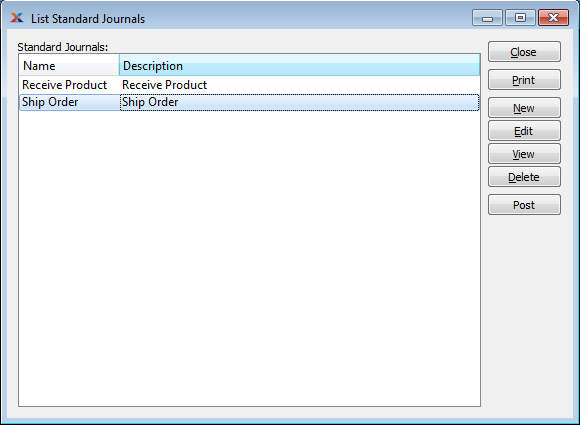 List Standard Journals
Standard Journals:
Name Description
Receive Product Receive Product
Ship Order Ship Order
Close
Print
New
Edit
View
Delete
Post